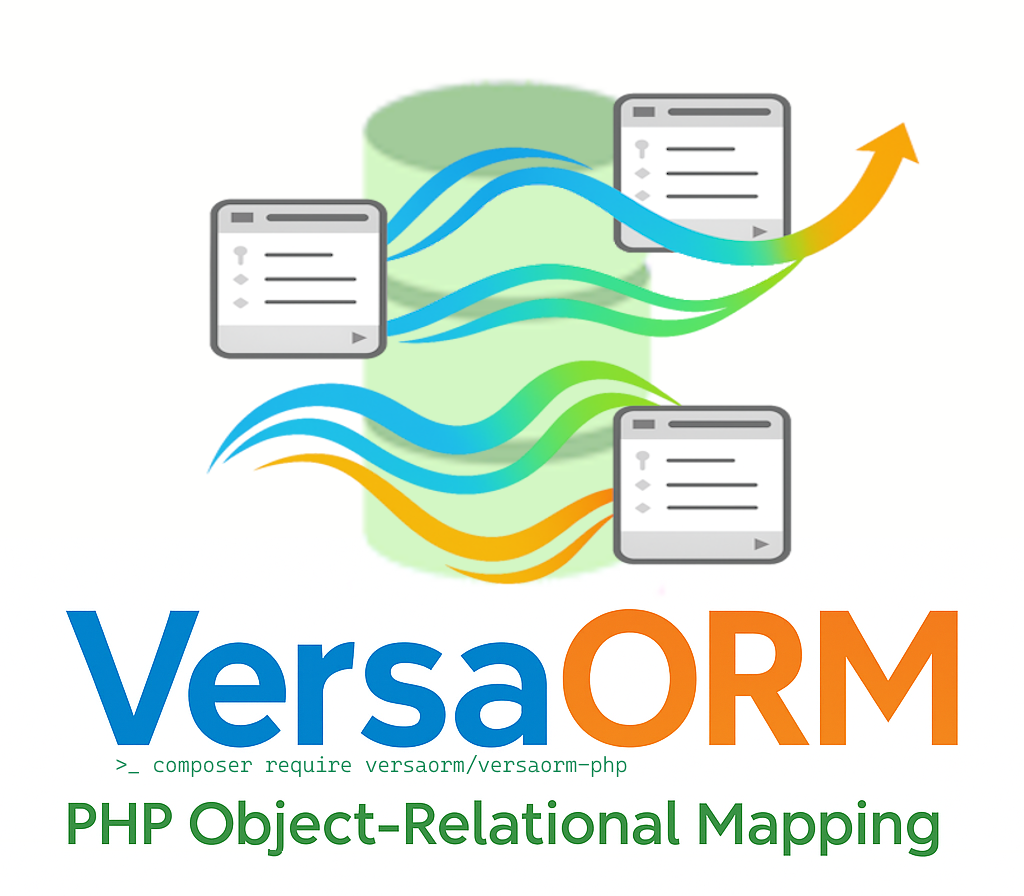 VersaORM
>_ composer require versaorm/versaorm-php
PHP Object-Relational Mapping